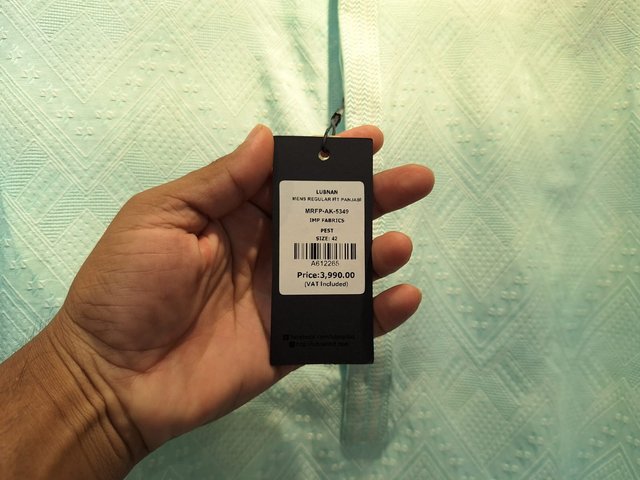 LUBNAN
MENS REGULAR FIT PANJABI
MRFP-AK-5349
IMP FABRICS
PEST
SIZE: 42
A612265
Price:3,990.00
(VAT Included)